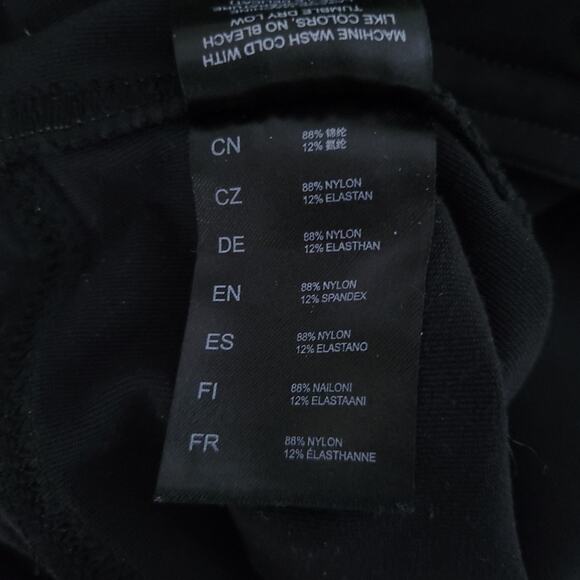 MACHINE WASH COLD WITH
LIKE COLORS, NO BLEACH
TUMBLE DRY LOW
CN
88% 锦纶
12% 氨纶
CZ
88% NYLON
12% ELASTAN
DE
88% NYLON
12% ELASTHAN
EN
88% NYLON
12% SPANDEX
ES
88% NYLON
12% ELASTANO
FI
88% NAILONI
12% ELASTAANI
FR
88% NYLON
12% ÉLASTHANNE